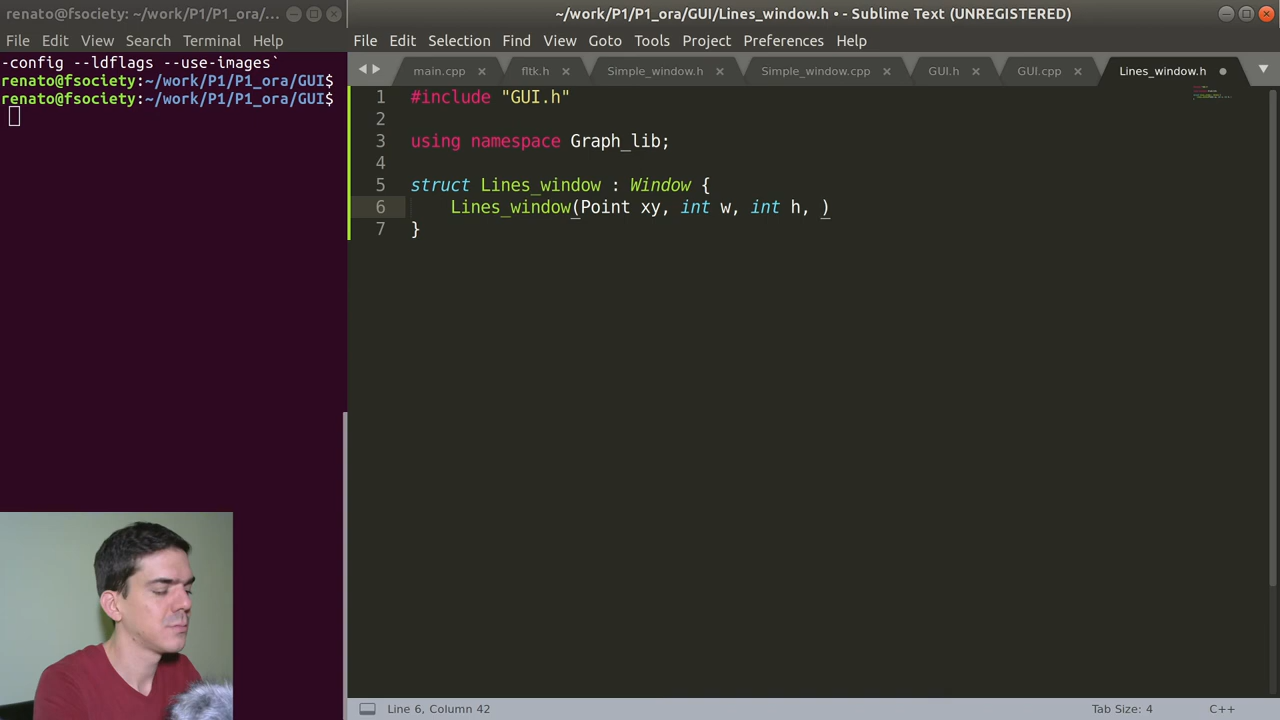 renato@fsociety: ~/work/P1/P1_ora/...
File Edit View Search Terminal Help
-config --ldflags --use-images`
renato@fsociety:~/work/P1/P1_ora/GUI$
renato@fsociety:~/work/P1/P1_ora/GUI$
~/work/P1/P1_ora/GUI/Lines_window.h • - Sublime Text (UNREGISTERED)
File Edit Selection Find View Goto Tools Project Preferences Help
main.cpp fltk.h Simple_window.h Simple_window.cpp GUI.h GUI.cpp Lines_window.h
1 #include "GUI.h"
2
3 using namespace Graph_lib;
4
5 struct Lines_window : Window {
6 Lines_window(Point xy, int w, int h, )
7 }
Line 6, Column 42
Tab Size: 4
C++